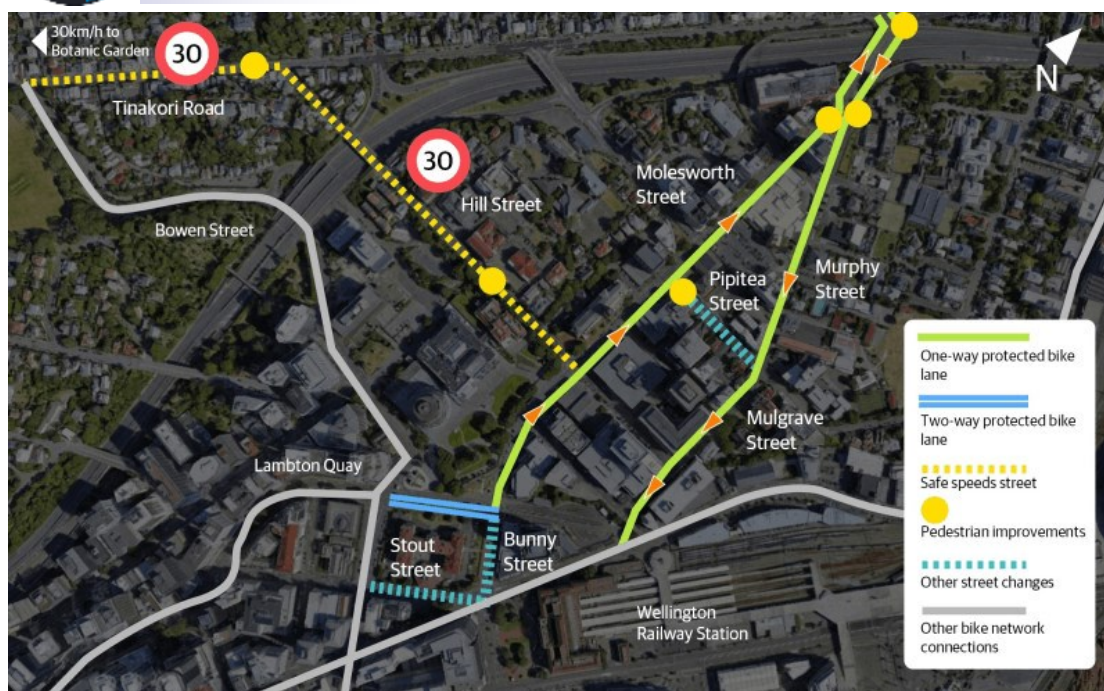 30km/h to
Botanic Garden
30
N
Tinakori Road
30
Molesworth
Street
Hill Street
Bowen Street
Pipitea
Street
Murphy
Street
Mulgrave
Street
Lambton Quay
Stout
Street
Bunny
Street
Wellington
Railway Station
One-way protected bike
lane
Two-way protected bike
lane
Safe speeds street
Pedestrian improvements
Other street changes
Other bike network
connections